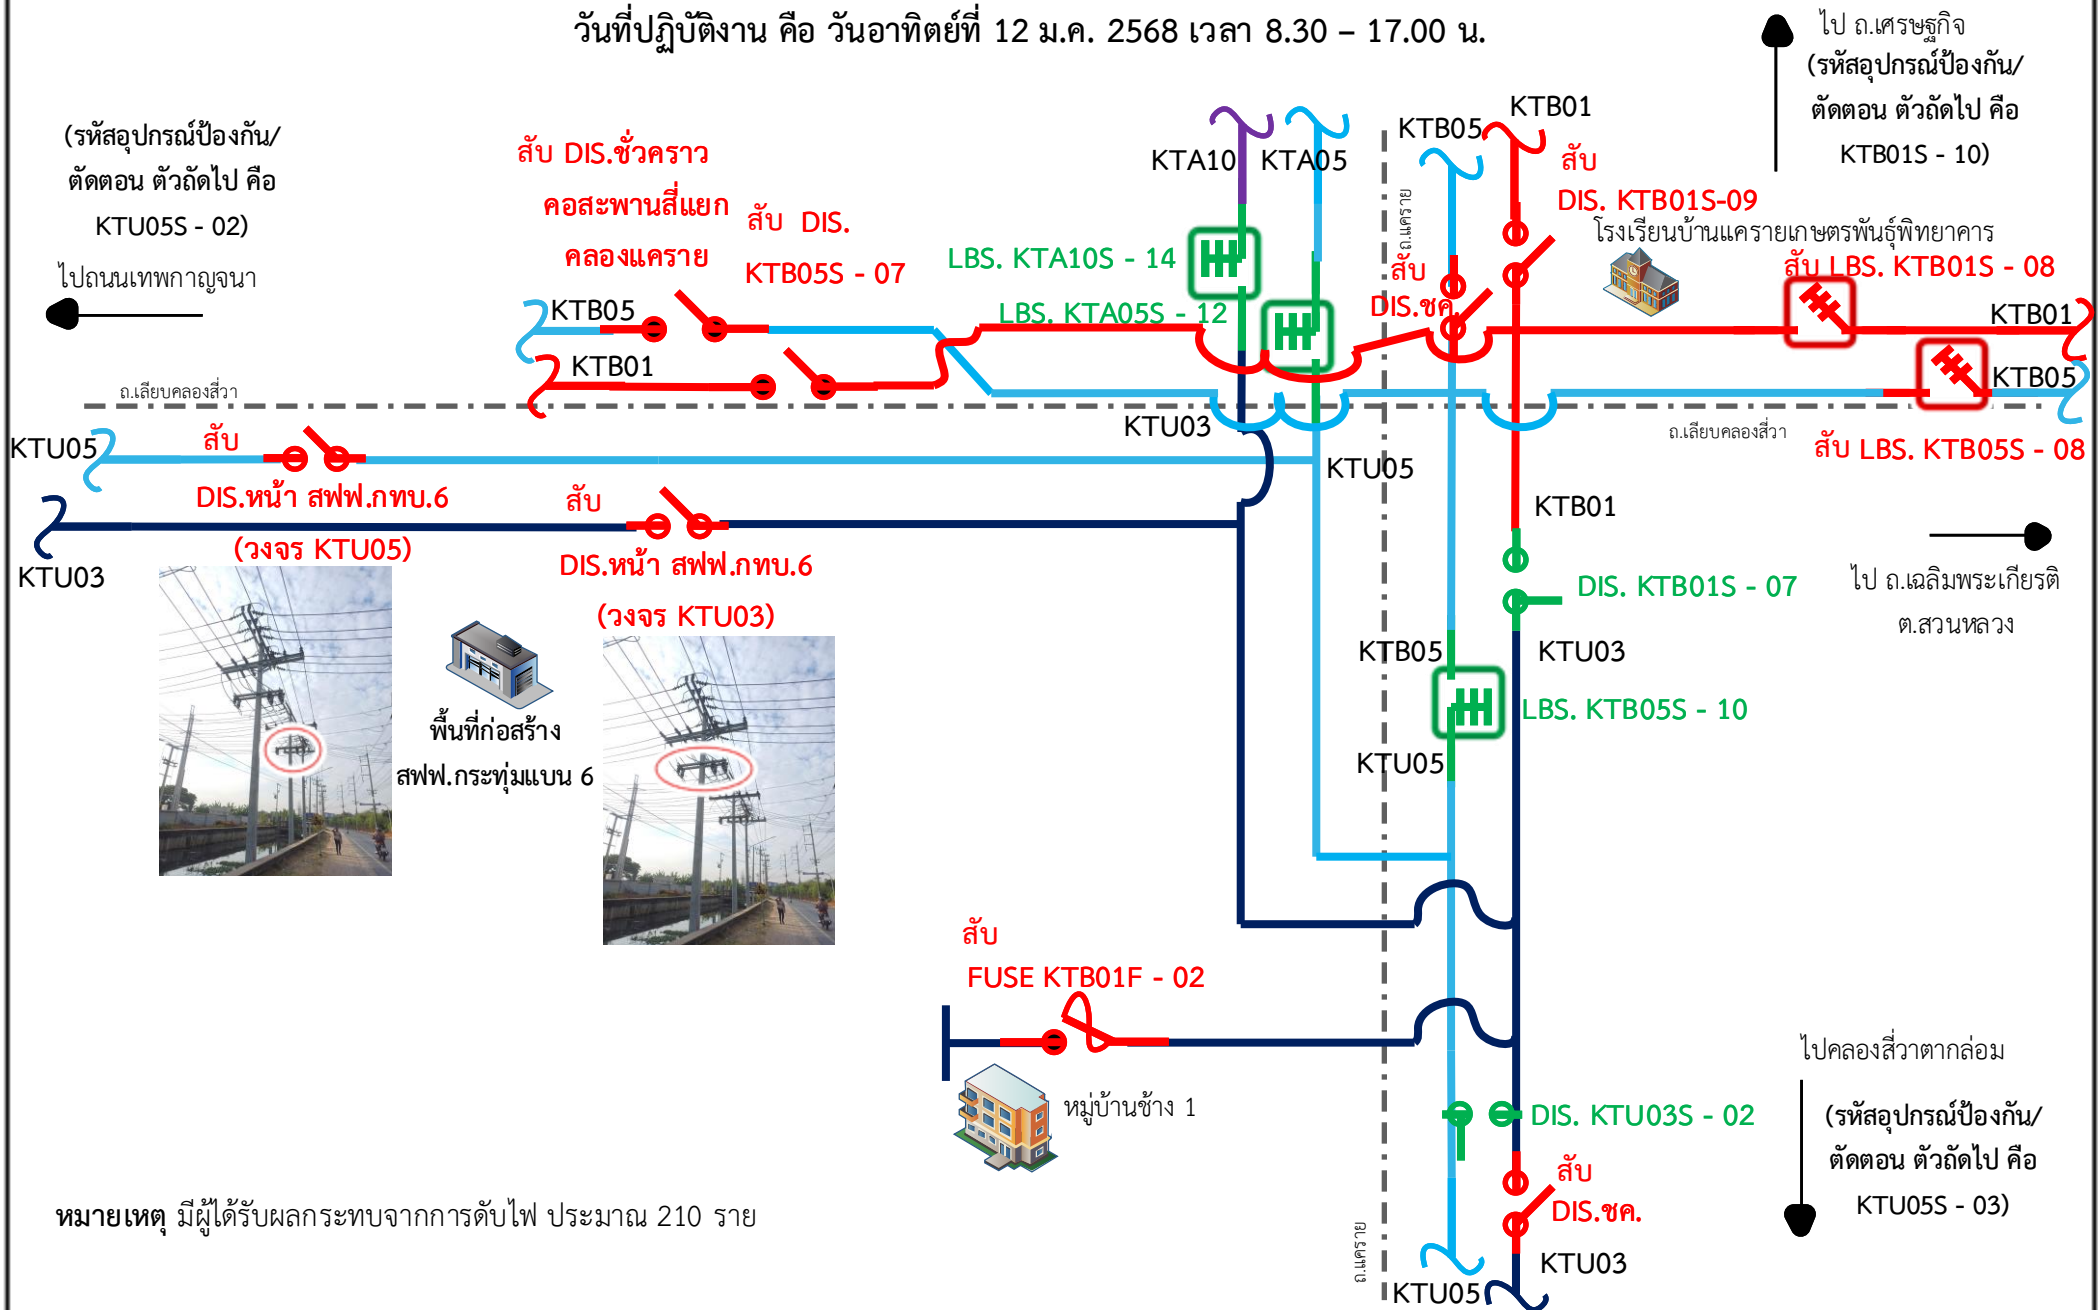 วันที่ปฏิบัติงาน คือ วันอาทิตย์ที่ 12 ม.ค. 2568 เวลา 8.30 – 17.00 น.
ไป ถ.เศรษฐกิจ
(รหัสอุปกรณ์ป้องกัน/
ตัดตอน ตัวถัดไป คือ
KTB01S - 10)
(รหัสอุปกรณ์ป้องกัน/
ตัดตอน ตัวถัดไป คือ
KTU05S - 02)
ไปถนนเทพกาญจนา
สับ DIS.ชั่วคราว
คอสะพานสี่แยก
คลองแคราย
สับ DIS.
KTB05S - 07
KTA10
KTA05
KTB05
KTB01
ถ.แคราย
สับ
DIS. KTB01S-09
โรงเรียนบ้านแครายเกษตรพันธุ์พิทยาคาร
LBS. KTA10S - 14
LBS. KTA05S - 12
สับ
DIS.ชค.
สับ LBS. KTB01S - 08
KTB05
KTB01
KTB01
KTB05
ถ.เลียบคลองสี่วา
KTU03
ถ.เลียบคลองสี่วา
สับ LBS. KTB05S - 08
KTU05
สับ
KTU05
DIS.หน้า สฟฟ.กทบ.6
(วงจร KTU05)
สับ
DIS.หน้า สฟฟ.กทบ.6
(วงจร KTU03)
KTU03
KTB01
DIS. KTB01S - 07
ไป ถ.เฉลิมพระเกียรติ
ต.สวนหลวง
KTB05
KTU03
LBS. KTB05S - 10
KTU05
พื้นที่ก่อสร้าง
สฟฟ.กระทุ่มแบน 6
สับ
FUSE KTB01F - 02
หมู่บ้านช้าง 1
DIS. KTU03S - 02
สับ
DIS.ชค.
ไปคลองสี่วาตากล่อม
(รหัสอุปกรณ์ป้องกัน/
ตัดตอน ตัวถัดไป คือ
KTU05S - 03)
หมายเหตุ มีผู้ได้รับผลกระทบจากการดับไฟ ประมาณ 210 ราย
ถ.แคราย
KTU03
KTU05